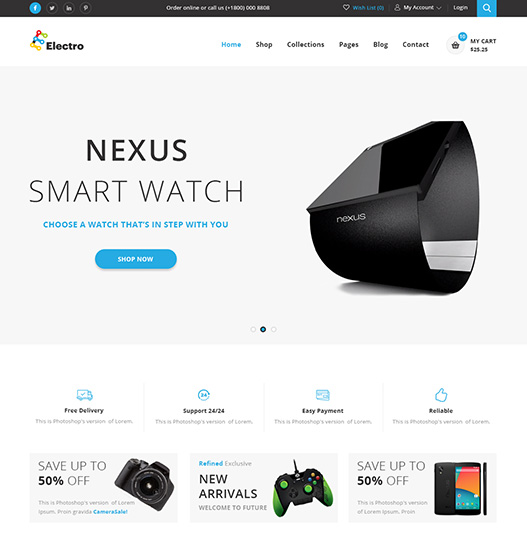 Order online or call us (+1800) 000 8808
Wish List (0)
My Account
Login
Electro
Home
Shop
Collections
Pages
Blog
Contact
10
MY CART
$25.25
NEXUS
SMART WATCH
CHOOSE A WATCH THAT'S IN STEP WITH YOU
SHOP NOW
nexus
24
Free Delivery
This is Photoshop's version of Lorem.
Support 24/24
This is Photoshop's version of Lorem.
Easy Payment
This is Photoshop's version of Lorem.
Reliable
This is Photoshop's version of Lorem.
SAVE UP TO
50% OFF
This is Photoshop's version of Lorem
Ipsum. Proin gravida CameraSale!
Refined Exclusive
NEW
ARRIVALS
WELCOME TO FUTURE
SAVE UP TO
50% OFF
This is Photoshop's version
of Lorem Ipsum. Proin